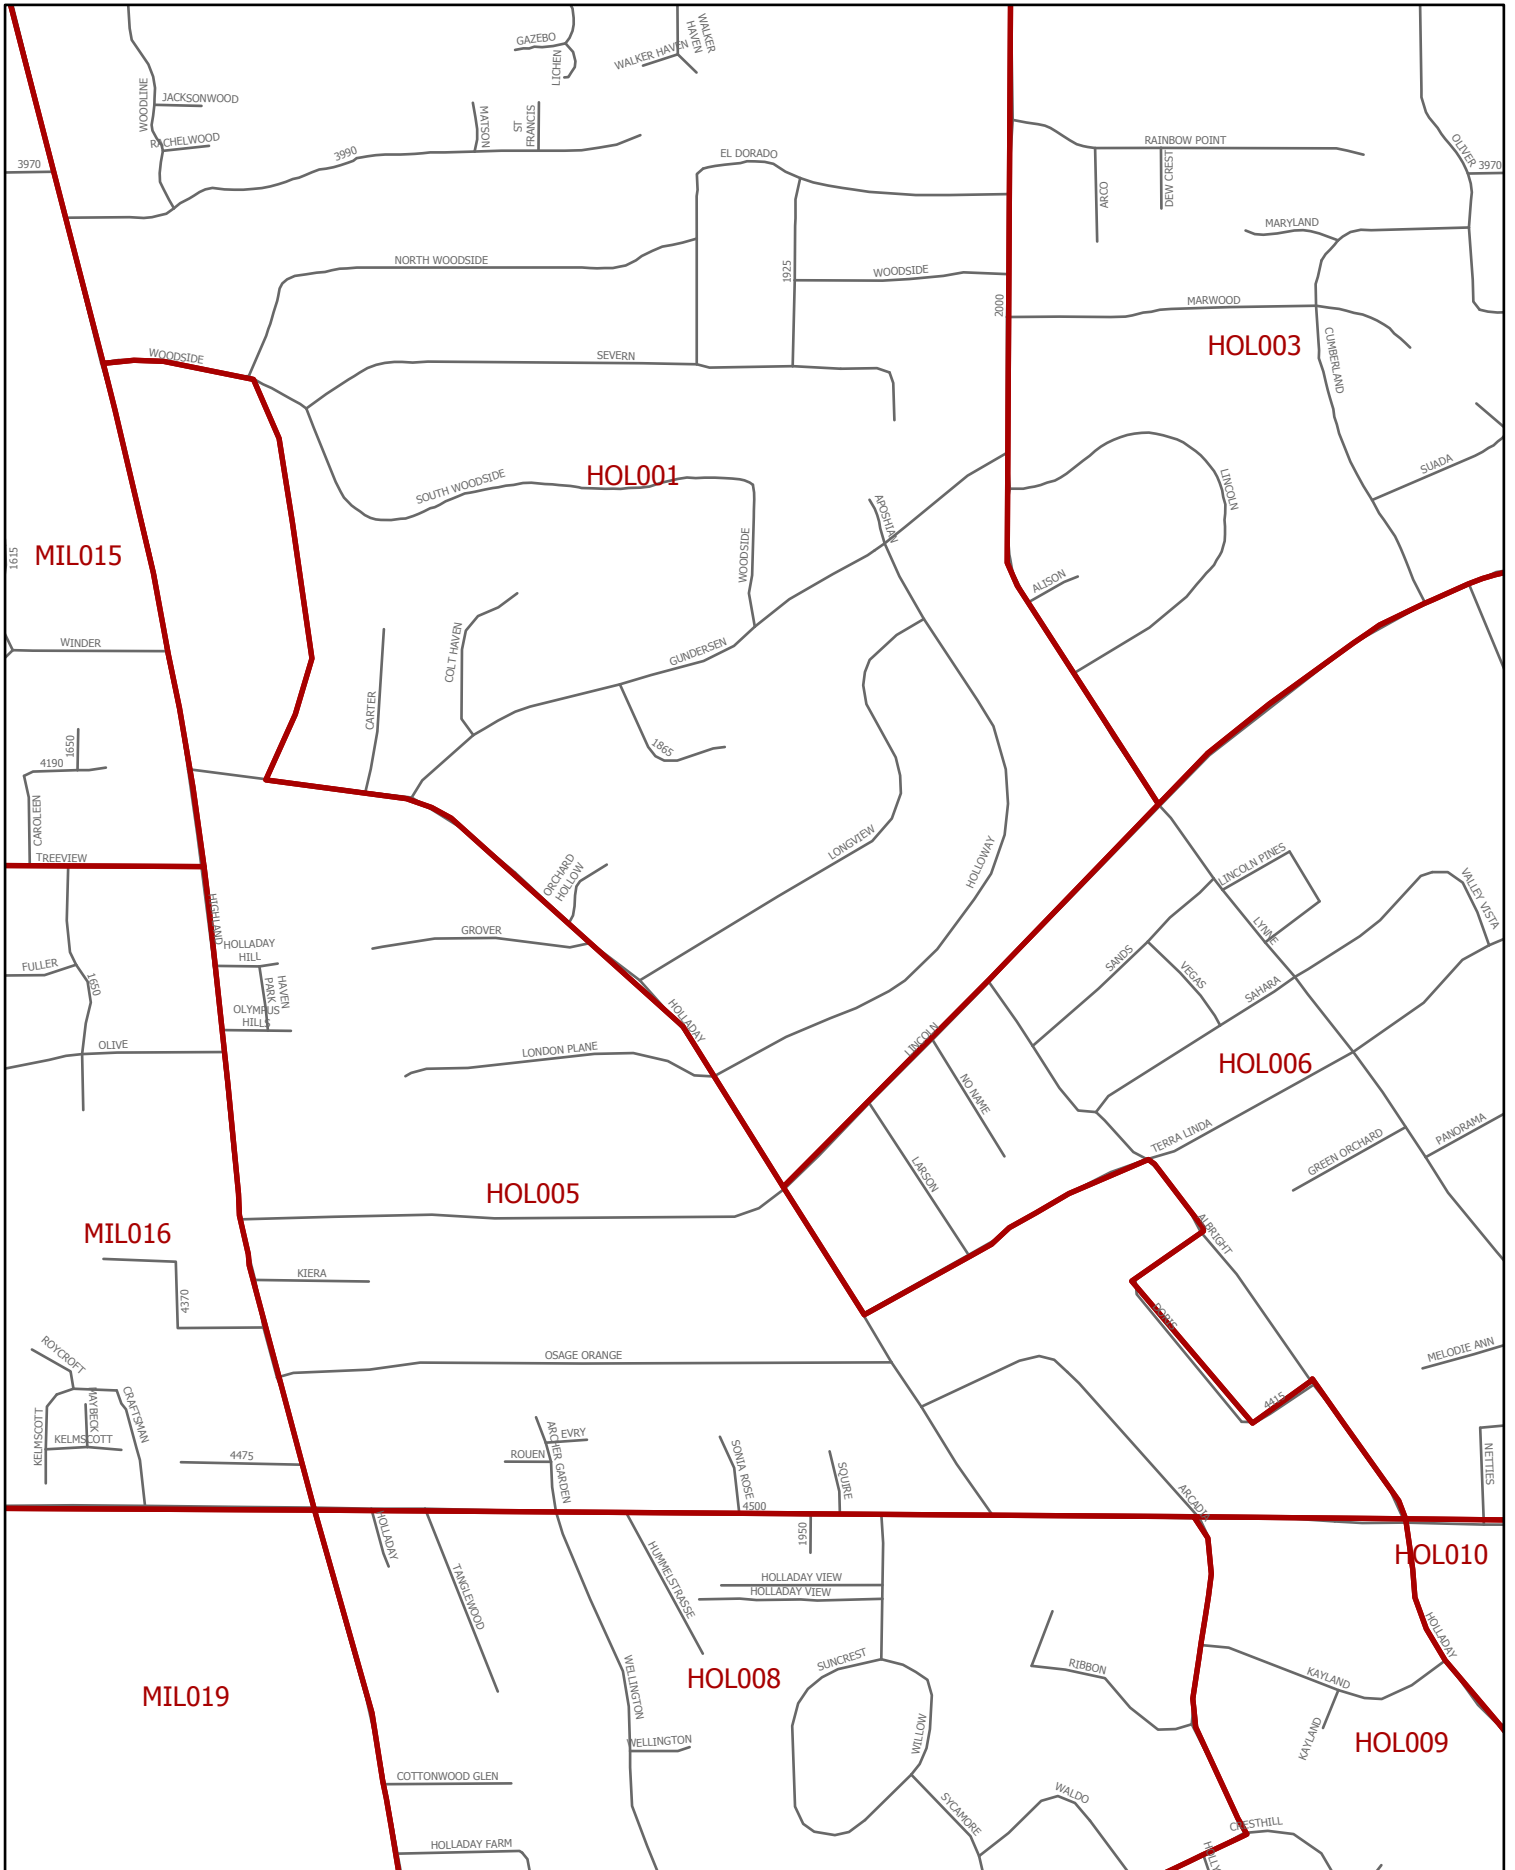 GAZEBO
LICHEN
WALKER HAVEN
WALKER
HAVEN
WOODLINE
JACKSONWOOD
RACHELWOOD
MATSON
ST
FRANCIS
3990
3970
EL DORADO
RAINBOW POINT
ARCO
DEW CREST
OLIVER
3970
MARYLAND
NORTH WOODSIDE
1925
WOODSIDE
2000
MARWOOD
HOL003
CUMBERLAND
WOODSIDE
SEVERN
SOUTH WOODSIDE
HOL001
SUADA
LINCOLN
APOSHIAN
MIL015
1615
WOODSIDE
ALISON
WINDER
COLT HAVEN
GUNDERSEN
CARTER
1865
1650
4190
CAROLEEN
TREEVIEW
ORCHARD
HOLLOW
LONGVIEW
HOLLOWAY
LINCOLN PINES
VALLEY VISTA
LYNNE
HIGHLAND
GROVER
HOLLADAY
HILL
HAVEN
PARK
OLYMPUS
HILLS
FULLER
1650
OLIVE
SANDS
VEGAS
SAHARA
HOLLADAY
LINCOLN
LONDON PLANE
HOL006
NO NAME
TERRA LINDA
GREEN ORCHARD
PANORAMA
LARSON
HOL005
MIL016
ALBRIGHT
KIERA
4370
DORIS
ROYCROFT
OSAGE ORANGE
MELODIE ANN
MAYBECK
CRAFTSMAN
KELMSCOTT
KELMSCOTT
4415
4475
ROUEN
EVRY
ARCHER GARDEN
SONIA ROSE
SQUIRE
NETTIES
4500
ARCADIA
HOLLADAY
1950
HOL010
TANGLEWOOD
HUMMELSTRASSE
HOLLADAY VIEW
HOLLADAY VIEW
HOLLADAY
SUNCREST
RIBBON
KAYLAND
MIL019
HOL008
WELLINGTON
WELLINGTON
WILLOW
KAYLAND
HOL009
COTTONWOOD GLEN
SYCAMORE
WALDO
CRESTHILL
HOLLADAY FARM
HOLLY